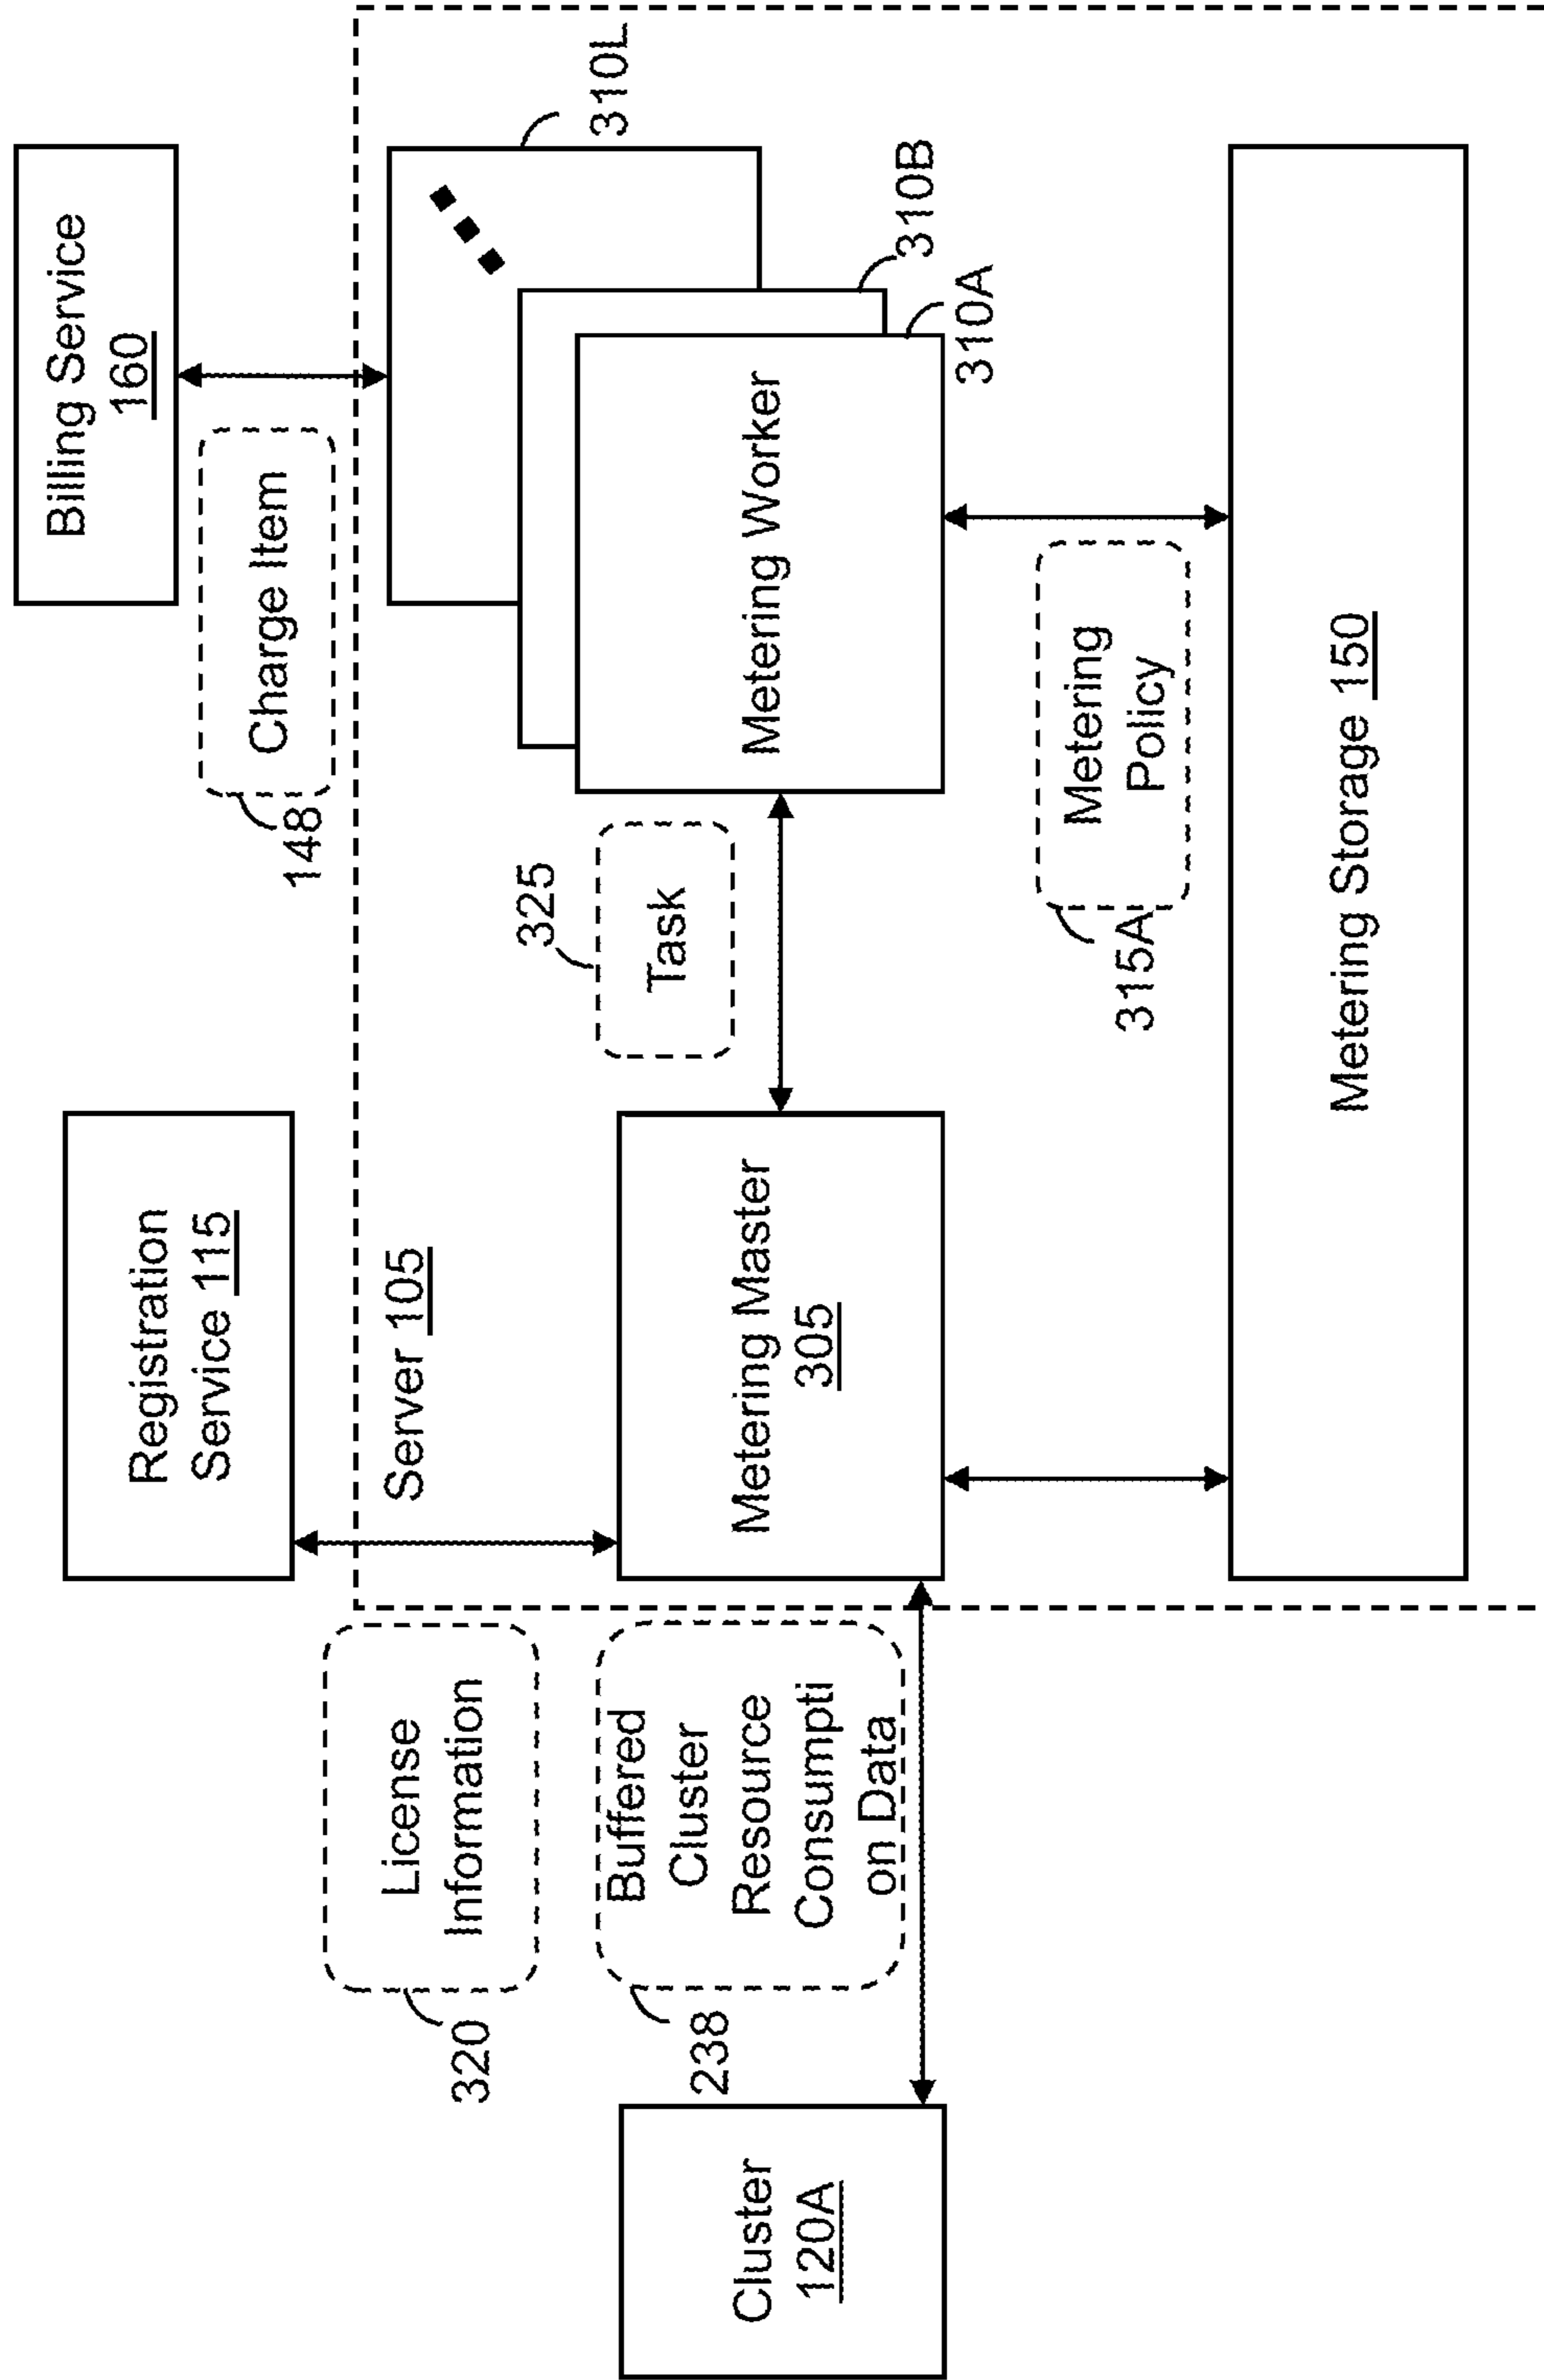 Registration
Service 115
Billing Service
160
License
Information
320
Server 105
Charge Item
148
310L
310B
310A
Buffered
Cluster
Resource
Consumpti
on Data
238
Cluster
120A
Metering Master
305
325
Task
Metering Worker
Metering
Policy
315A
Metering Storage 150